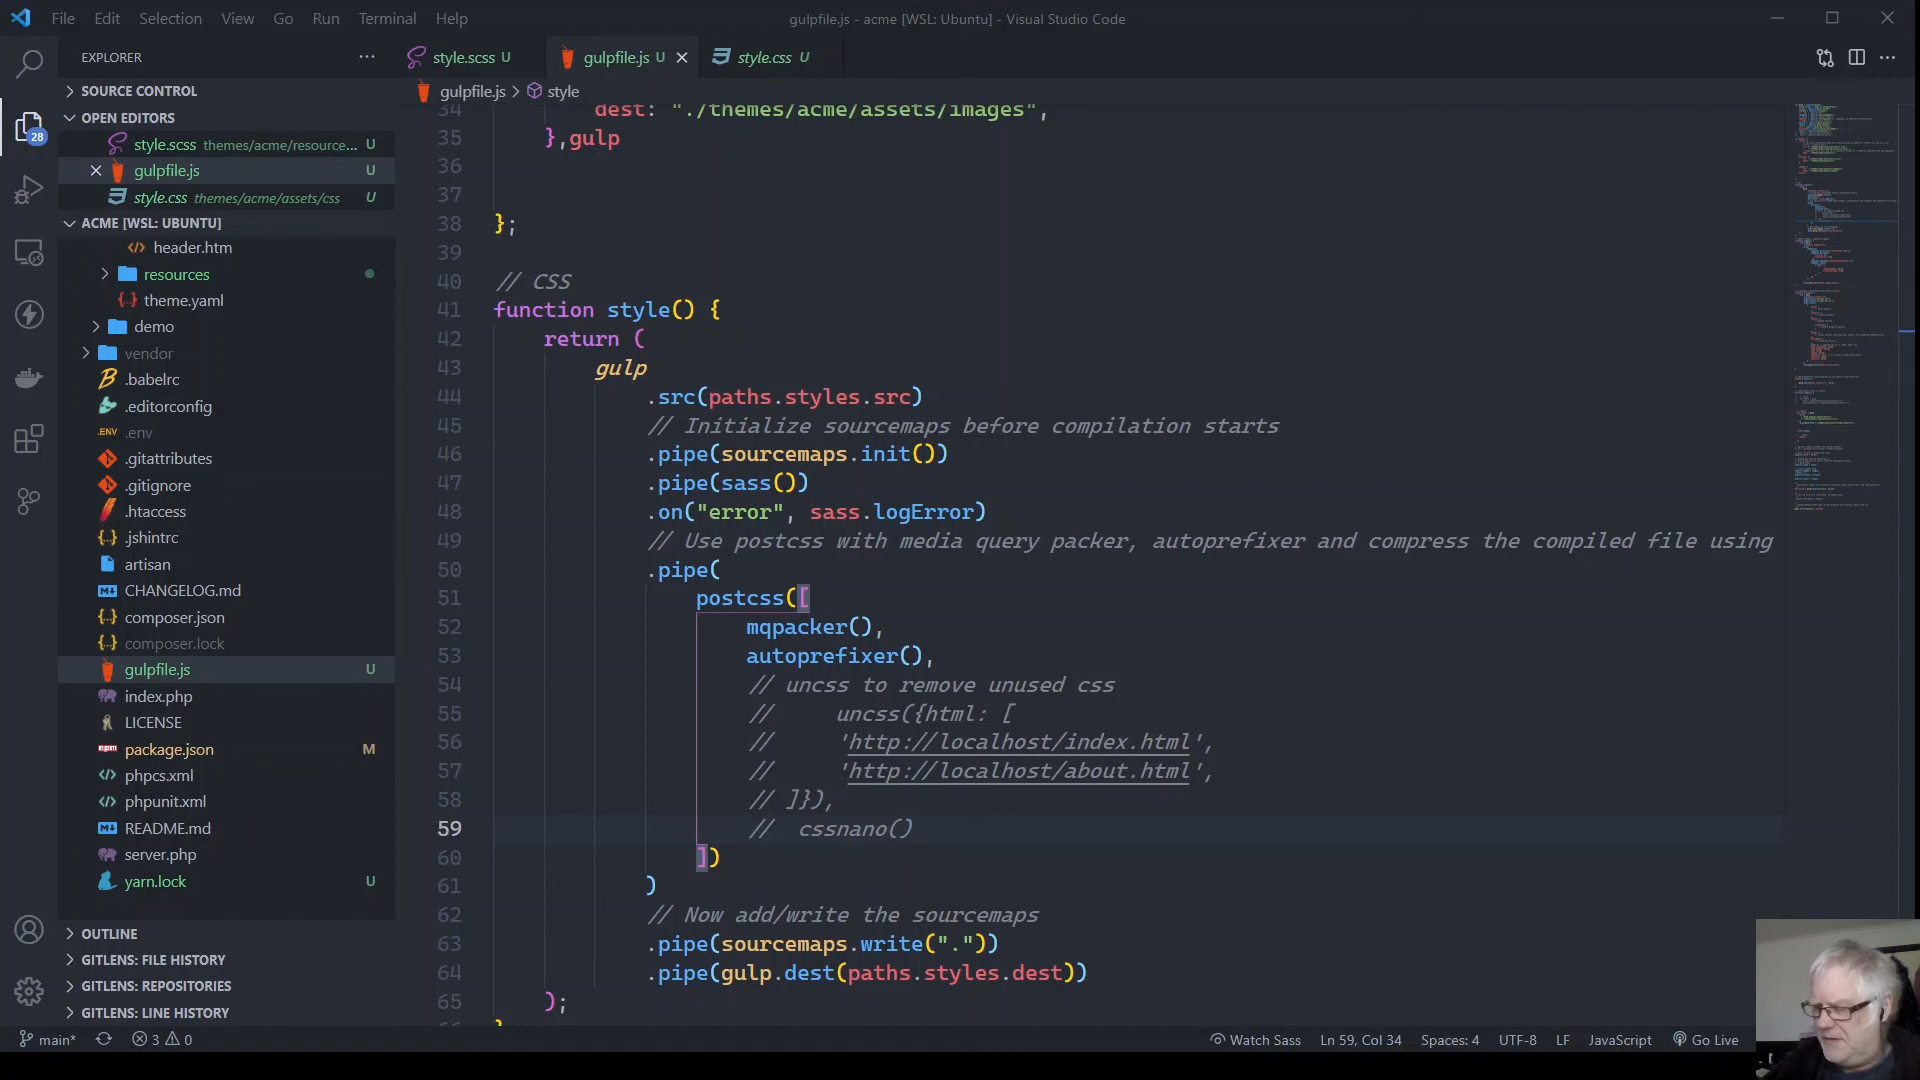 File Edit Selection View Go Run Terminal Help
gulpfile.js - acme [WSL: Ubuntu] - Visual Studio Code
EXPLORER
SOURCE CONTROL
OPEN EDITORS
style.scss themes/acme/resource... U
gulpfile.js U
style.css themes/acme/assets/css U
ACME [WSL: UBUNTU]
header.htm
resources
theme.yaml
demo
vendor
.babelrc
.editorconfig
.ENV .env
.gitattributes
.gitignore
.htaccess
.jshintrc
artisan
CHANGELOG.md
composer.json
composer.lock
gulpfile.js U
index.php
LICENSE
package.json M
phpcs.xml
phpunit.xml
README.md
server.php
yarn.lock U
OUTLINE
GITLENS: FILE HISTORY
GITLENS: REPOSITORIES
GITLENS: LINE HISTORY
28
style.scss U gulpfile.js U style.css U
gulpfile.js > style
34 dest: "./themes/acme/assets/images",
35 },gulp
36
37
38 };
39
40 // CSS
41 function style() {
42 return (
43 gulp
44 .src(paths.styles.src)
45 // Initialize sourcemaps before compilation starts
46 .pipe(sourcemaps.init())
47 .pipe(sass())
48 .on("error", sass.logError)
49 // Use postcss with media query packer, autoprefixer and compress the compiled file using
50 .pipe(
51 postcss([
52 mqpacker(),
53 autoprefixer(),
54 // uncss to remove unused css
55 // uncss({html: [
56 // 'http://localhost/index.html',
57 // 'http://localhost/about.html',
58 // ]}),
59 // cssnano()
60 ])
61 )
62 // Now add/write the sourcemaps
63 .pipe(sourcemaps.write("."))
64 .pipe(gulp.dest(paths.styles.dest))
65 );
main* 3 0 Watch Sass Ln 59, Col 34 Spaces: 4 UTF-8 LF JavaScript Go Live